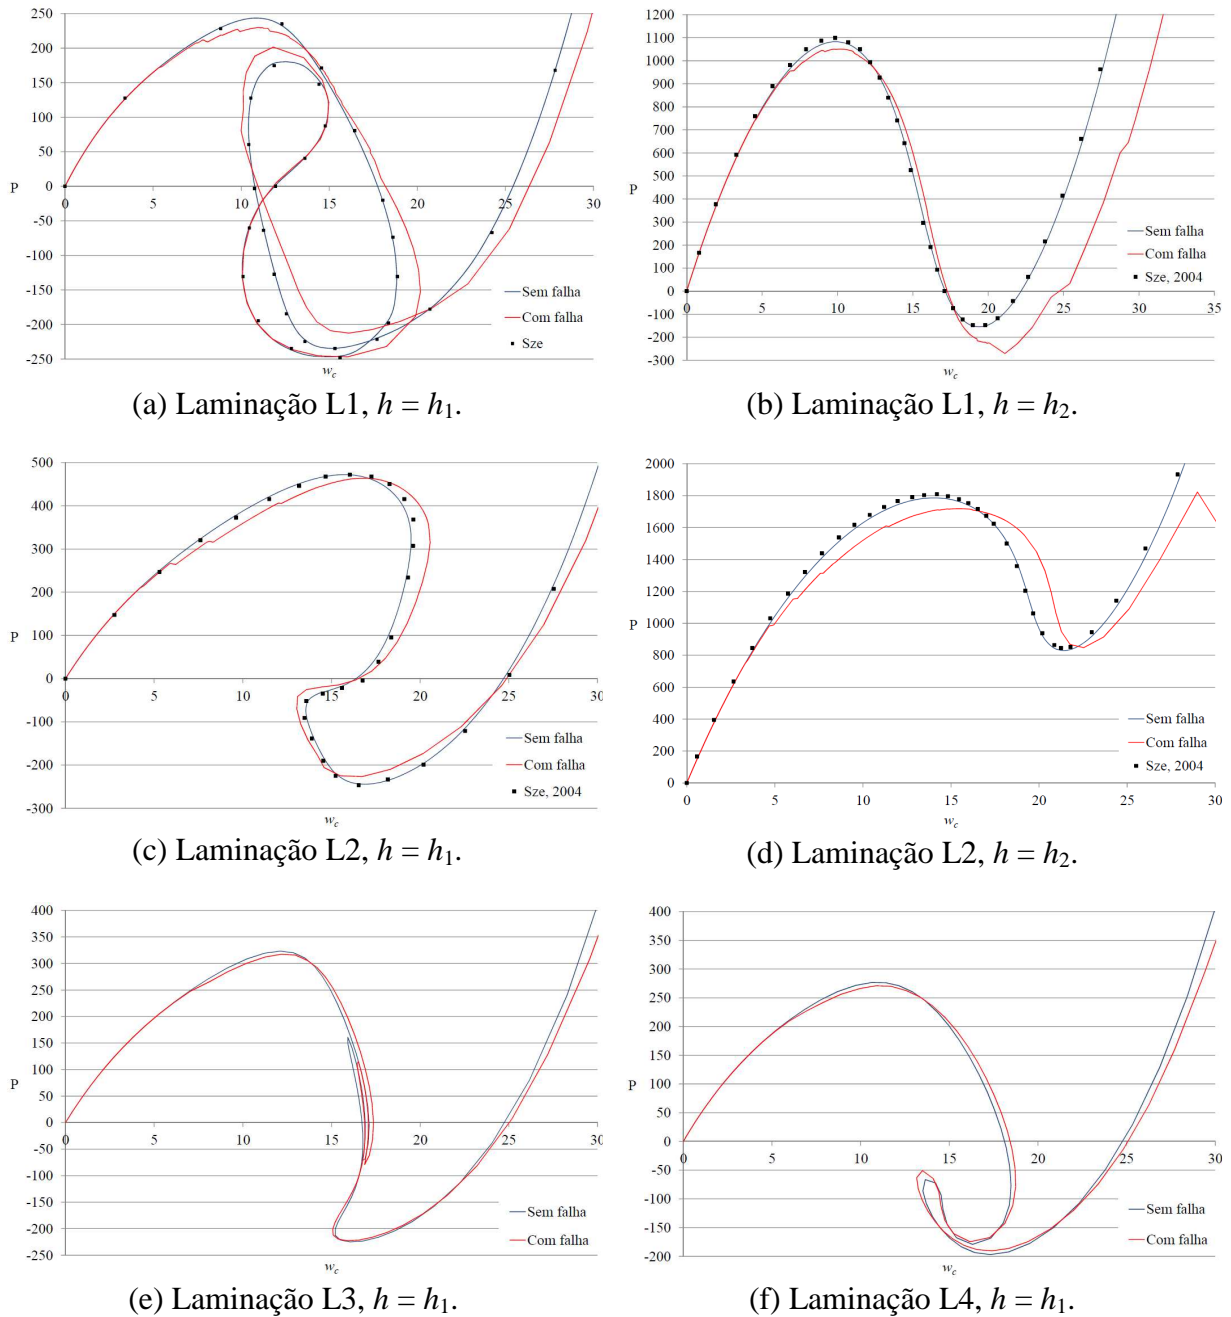 250
200
150
100
50
0
-50
-100
-150
-200
-250
P
0 5 10 15 20 25 30
w_c
Sem falha
Com falha
Sze
(a) Laminação L1, h = h₁.
1200
1100
1000
900
800
700
600
500
400
300
200
100
0
-100
-200
-300
P
0 5 10 15 20 25 30 35
w_c
Sem falha
Com falha
Sze, 2004
(b) Laminação L1, h = h₂.
500
400
300
200
100
0
-100
-200
-300
P
0 5 10 15 20 25 30
w_c
Sem falha
Com falha
Sze, 2004
(c) Laminação L2, h = h₁.
2000
1800
1600
1400
1200
1000
800
600
400
200
0
P
0 5 10 15 20 25 30
w_c
Sem falha
Com falha
Sze, 2004
(d) Laminação L2, h = h₂.
400
350
300
250
200
150
100
50
0
-50
-100
-150
-200
-250
P
0 5 10 15 20 25 30
w_c
Sem falha
Com falha
(e) Laminação L3, h = h₁.
400
350
300
250
200
150
100
50
0
-50
-100
-150
-200
P
0 5 10 15 20 25 30
w_c
Sem falha
Com falha
(f) Laminação L4, h = h₁.